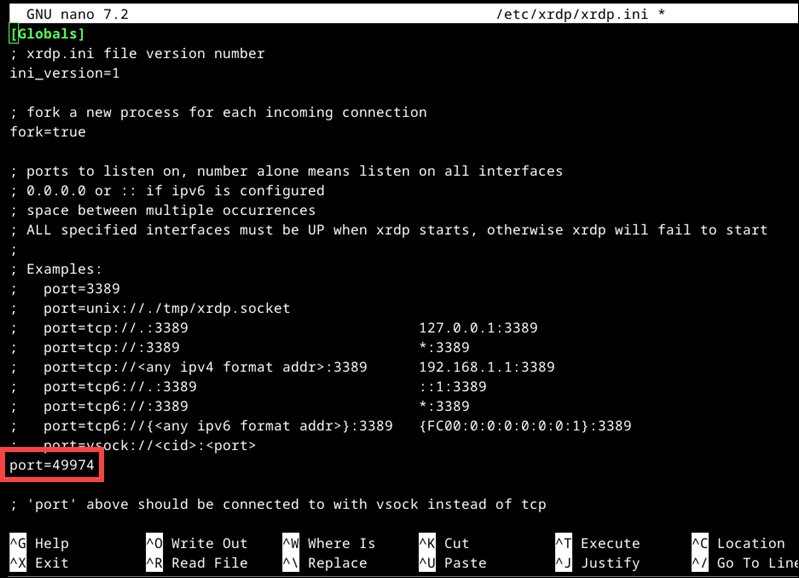 GNU nano 7.2 /etc/xrdp/xrdp.ini *
[Globals]
; xrdp.ini file version number
ini_version=1
; fork a new process for each incoming connection
fork=true
; ports to listen on, number alone means listen on all interfaces
; 0.0.0.0 or :: if ipv6 is configured
; space between multiple occurrences
; ALL specified interfaces must be UP when xrdp starts, otherwise xrdp will fail to start
;
; Examples:
;   port=3389
;   port=unix://./tmp/xrdp.socket
;   port=tcp://.:3389                           127.0.0.1:3389
;   port=tcp://:3389                            *:3389
;   port=tcp://<any ipv4 format addr>:3389      192.168.1.1:3389
;   port=tcp6://.:3389                          ::1:3389
;   port=tcp6://:3389                           *:3389
;   port=tcp6://{<any ipv6 format addr>}:3389   {FC00:0:0:0:0:0:0:1}:3389
;   port=vsock://<cid>:<port>
port=49974
; 'port' above should be connected to with vsock instead of tcp
^G Help ^O Write Out ^W Where Is ^K Cut ^T Execute ^C Location
^X Exit ^R Read File ^\ Replace ^U Paste ^J Justify ^/ Go To Line